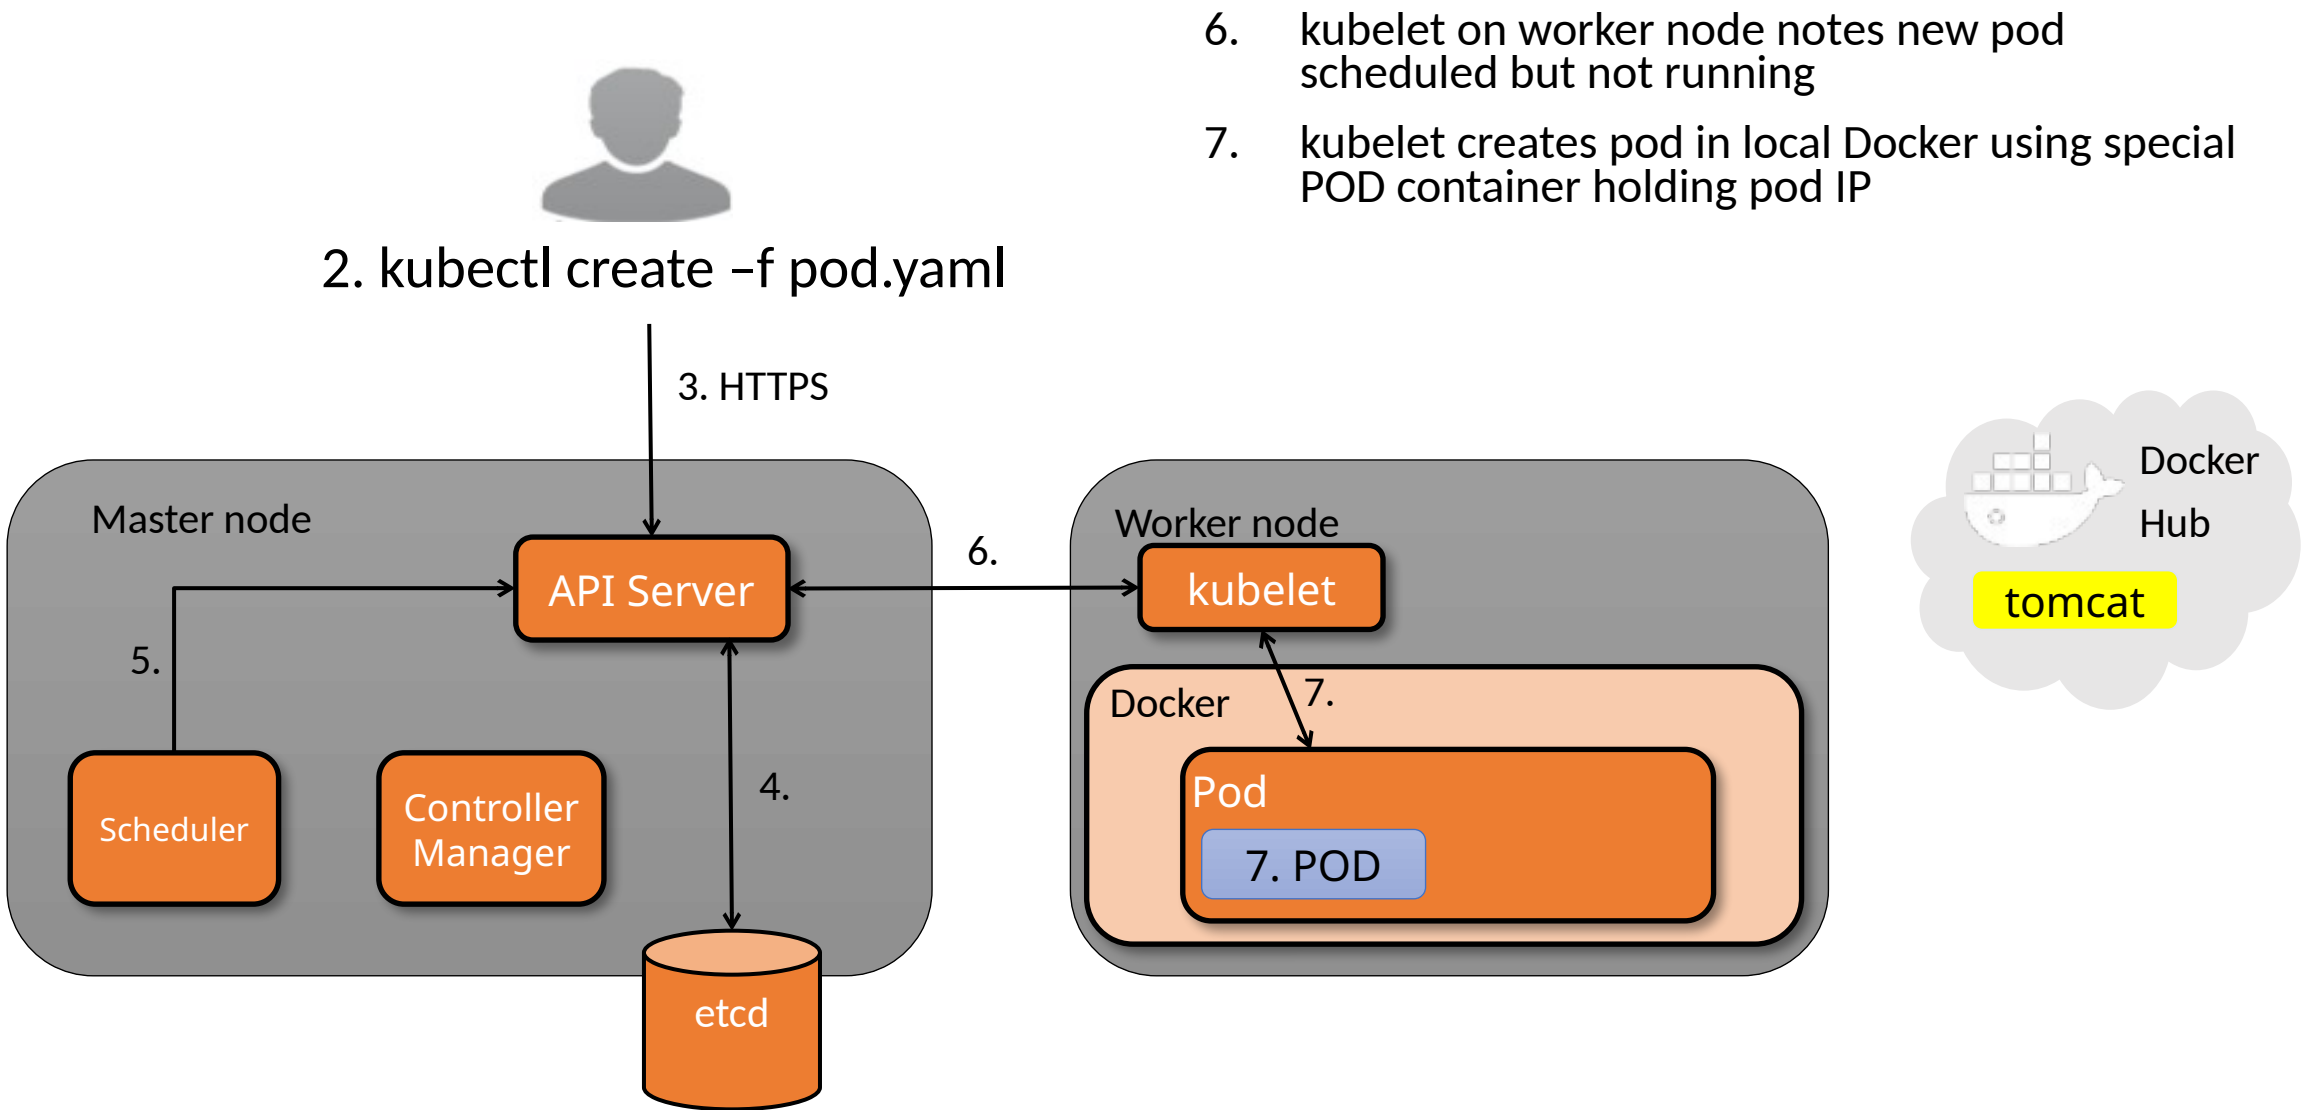 6. kubelet on worker node notes new pod
scheduled but not running
7. kubelet creates pod in local Docker using special
POD container holding pod IP
2. kubectl create –f pod.yaml
3. HTTPS
Master node
API Server
5.
Scheduler
Controller
Manager
4.
etcd
6.
Worker node
kubelet
Docker
7.
Pod
7. POD
Docker
Hub
tomcat